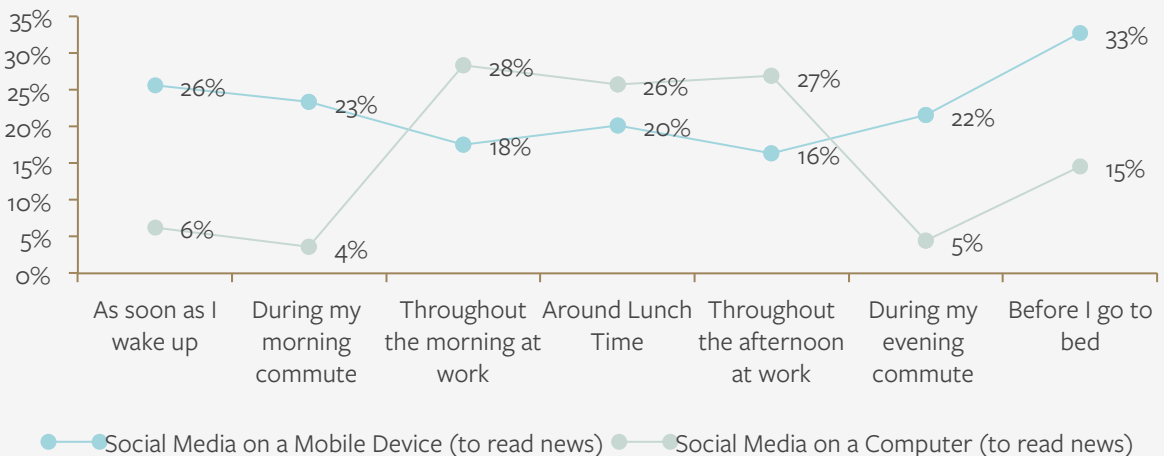 35%
30%
25%
20%
15%
10%
5%
0%
26%
23%
18%
20%
16%
22%
33%
6%
4%
28%
26%
27%
5%
15%
As soon as I
wake up
During my
morning
commute
Throughout
the morning at
work
Around Lunch
Time
Throughout
the afternoon
at work
During my
evening
commute
Before I go to
bed
Social Media on a Mobile Device (to read news)
Social Media on a Computer (to read news)